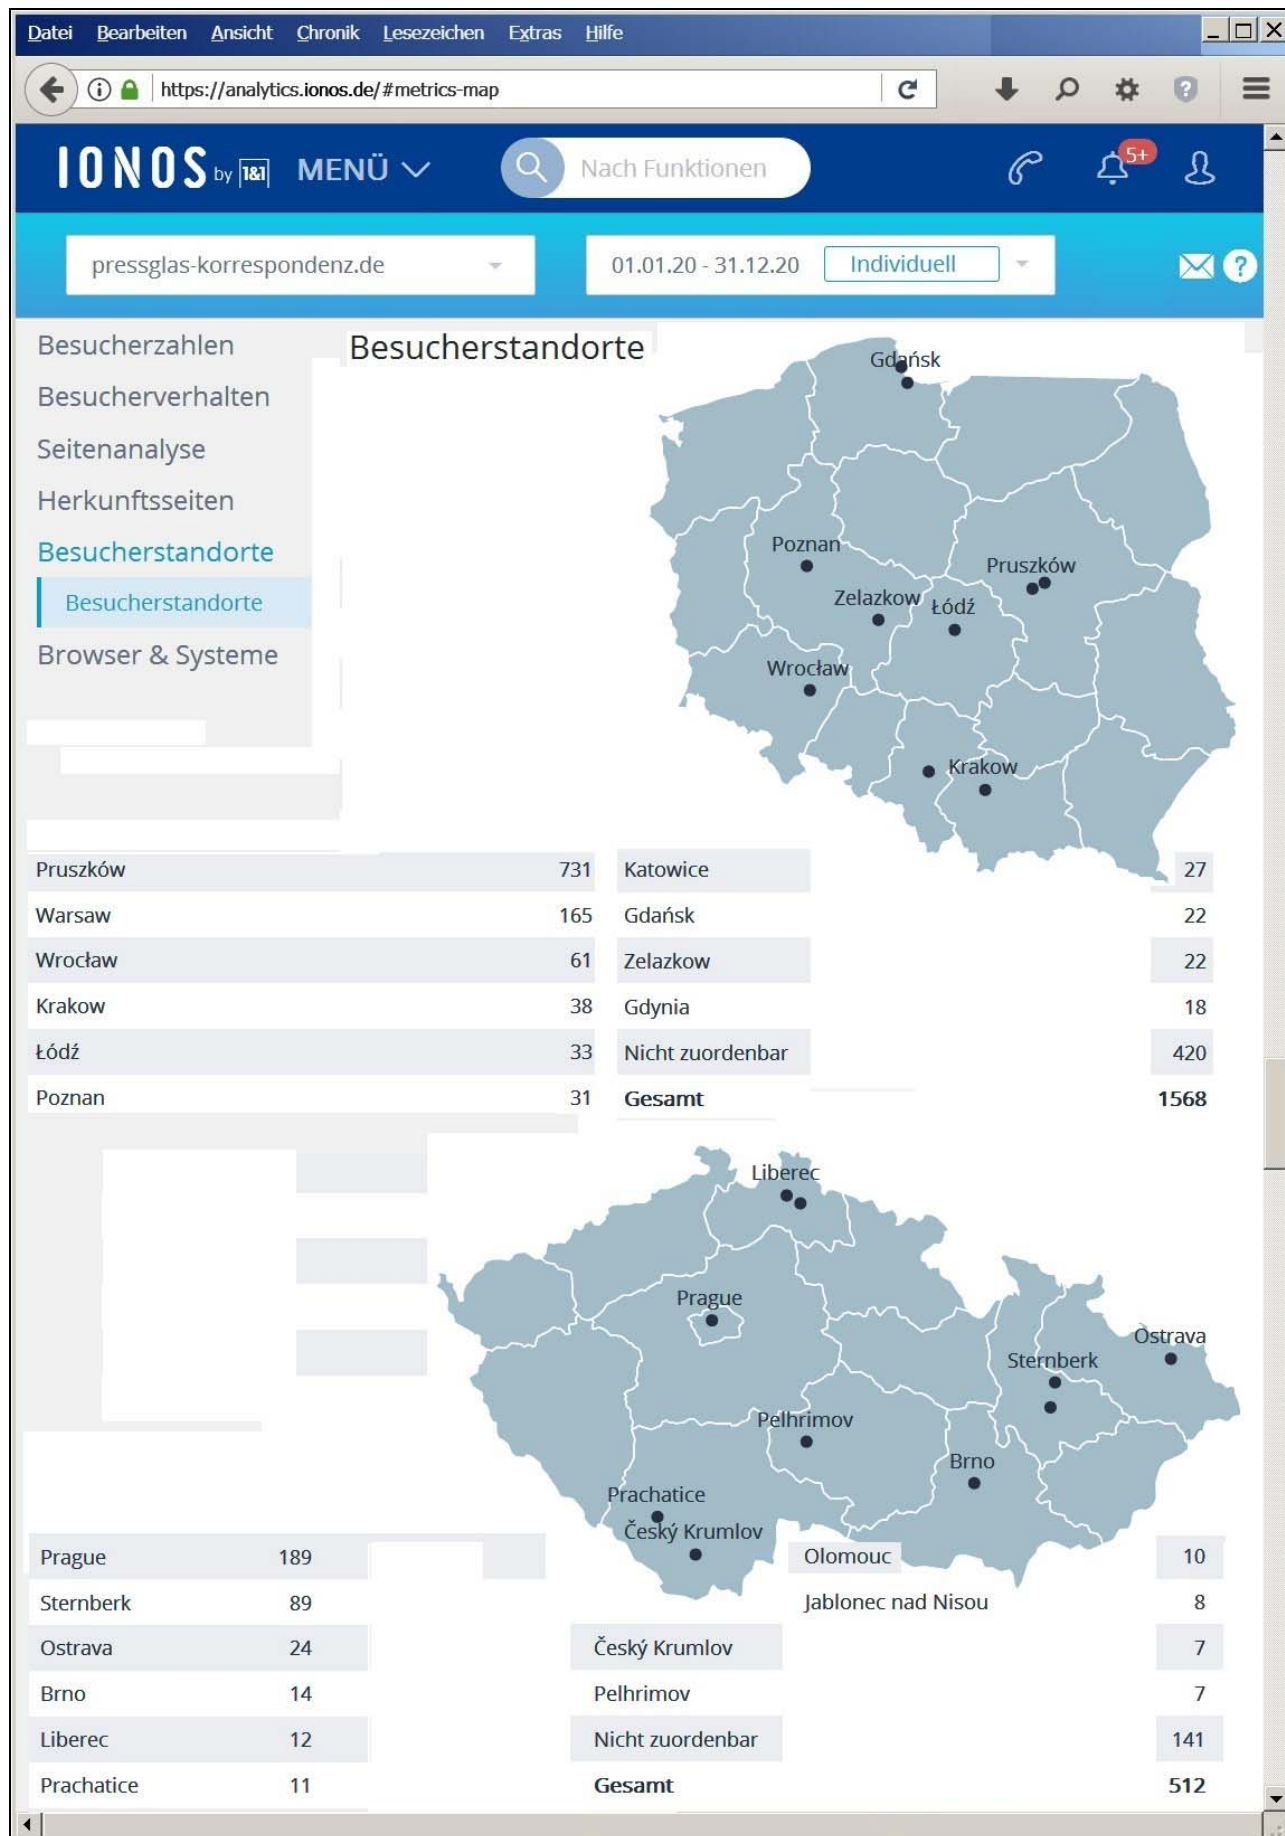 Datei Bearbeiten Ansicht Chronik Lesezeichen Extras Hilfe
https://analytics.ionos.de/#metrics-map
IONOS by 1&1 MENÜ Nach Funktionen 5+
pressglas-korrespondenz.de 01.01.20 - 31.12.20 Individuell ?
Besucherzahlen
Besucherverhalten
Seitenanalyse
Herkunftsseiten
Besucherstandorte
Besucherstandorte
Browser & Systeme
Besucherstandorte
Gdańsk
Poznan
Pruszków
Zelazkow
Łódź
Wrocław
Krakow
Pruszków 731 Katowice 27
Warsaw 165 Gdańsk 22
Wrocław 61 Zelazkow 22
Krakow 38 Gdynia 18
Łódź 33 Nicht zuordenbar 420
Poznan 31 Gesamt 1568
Liberec
Prague
Ostrava
Sternberk
Pelhrimov
Brno
Prachatice
Český Krumlov
Prague 189 Olomouc 10
Sternberk 89 Jablonec nad Nisou 8
Ostrava 24 Český Krumlov 7
Brno 14 Pelhrimov 7
Liberec 12 Nicht zuordenbar 141
Prachatice 11 Gesamt 512